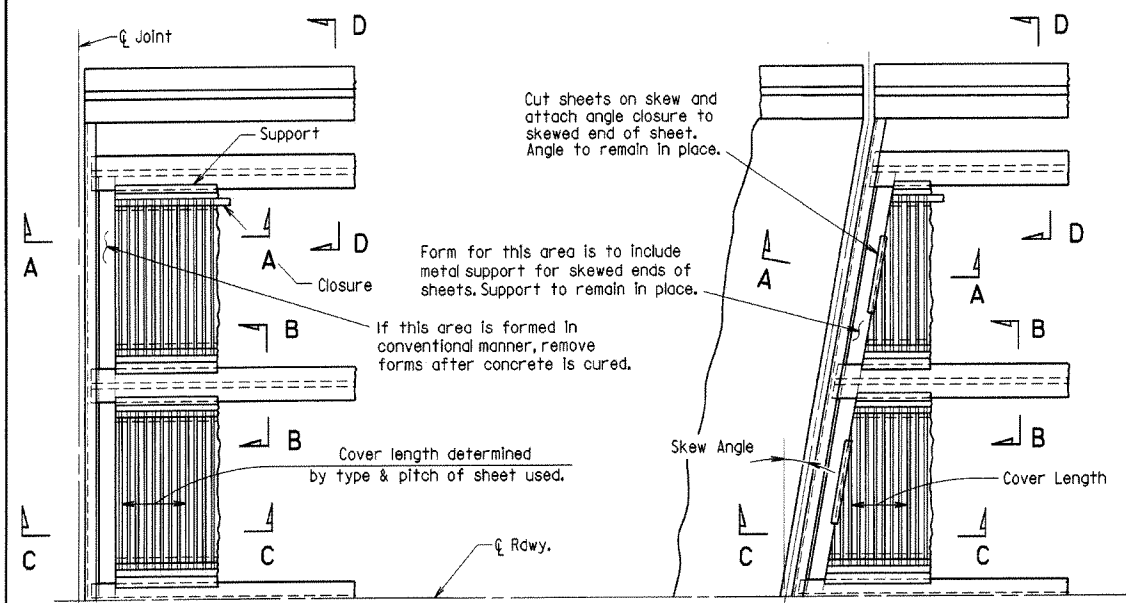 ℄ Joint
D
D
Support
Cut sheets on skew and
attach angle closure to
skewed end of sheet.
Angle to remain in place.
A
A
D
Closure
Form for this area is to include
metal support for skewed ends of
sheets. Support to remain in place.
A
A
D
B
If this area is formed in
conventional manner, remove
forms after concrete is cured.
B
B
Cover length determined
by type & pitch of sheet used.
Skew Angle
B
Cover Length
C
C
℄ Rdwy.
C
C